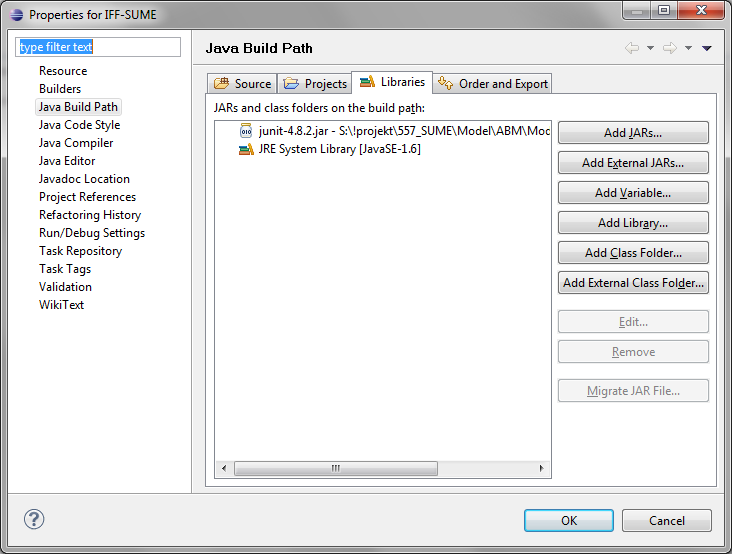 Properties for IFF-SUME
type filter text
Resource
Builders
Java Build Path
Java Code Style
Java Compiler
Java Editor
Javadoc Location
Project References
Refactoring History
Run/Debug Settings
Task Repository
Task Tags
Validation
WikiText
Java Build Path
Source Projects Libraries Order and Export
JARs and class folders on the build path:
junit-4.8.2.jar - S:\!projekt\557_SUME\Model\ABM\Mod
JRE System Library [JavaSE-1.6]
Add JARs...
Add External JARs...
Add Variable...
Add Library...
Add Class Folder...
Add External Class Folder...
Edit...
Remove
Migrate JAR File...
OK Cancel